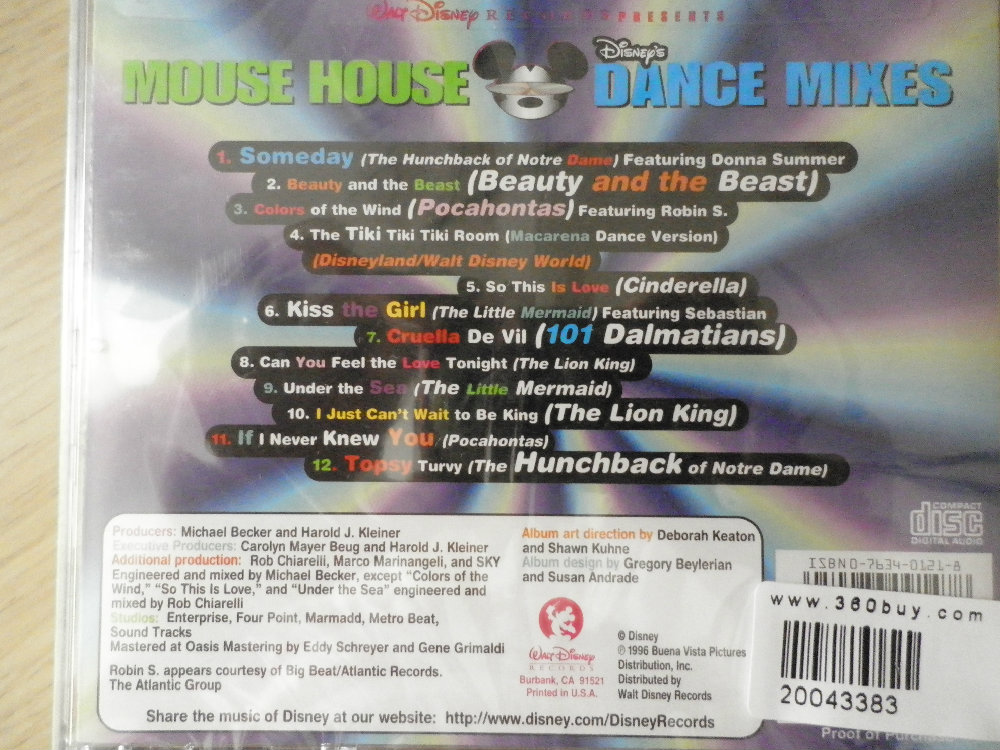 Walt Disney RECORDS PRESENTS
MOUSE HOUSE
Disney's
DANCE MIXES
1. Someday (The Hunchback of Notre Dame) Featuring Donna Summer
2. Beauty and the Beast (Beauty and the Beast)
3. Colors of the Wind (Pocahontas) Featuring Robin S.
4. The Tiki Tiki Tiki Room (Macarena Dance Version)
(Disneyland/Walt Disney World)
5. So This Is Love (Cinderella)
6. Kiss the Girl (The Little Mermaid) Featuring Sebastian
7. Cruella De Vil (101 Dalmatians)
8. Can You Feel the Love Tonight (The Lion King)
9. Under the Sea (The Little Mermaid)
10. I Just Can't Wait to Be King (The Lion King)
11. If I Never Knew You (Pocahontas)
12. Topsy Turvy (The Hunchback of Notre Dame)
COMPACT
disc
DIGITAL AUDIO
Producers: Michael Becker and Harold J. Kleiner
Executive Producers: Carolyn Mayer Beug and Harold J. Kleiner
Additional production: Rob Chiarelli, Marco Marinangeli, and SKY
Engineered and mixed by Michael Becker, except "Colors of the
Wind," "So This Is Love," and "Under the Sea" engineered and
mixed by Rob Chiarelli
Studios: Enterprise, Four Point, Marmadd, Metro Beat,
Sound Tracks
Mastered at Oasis Mastering by Eddy Schreyer and Gene Grimaldi
Robin S. appears courtesy of Big Beat/Atlantic Records.
The Atlantic Group
Album art direction by Deborah Keaton
and Shawn Kuhne
Album design by Gregory Beylerian
and Susan Andrade
Walt Disney
RECORDS
Burbank, CA 91521
Printed in U.S.A.
© Disney
℗ 1996 Buena Vista Pictures
Distribution, Inc.
Distributed by
Walt Disney Records
Share the music of Disney at our website: http://www.disney.com/DisneyRecords
ISBN 0-7634-0121-8
www.360buy.com
20043383
Proof of Purchase